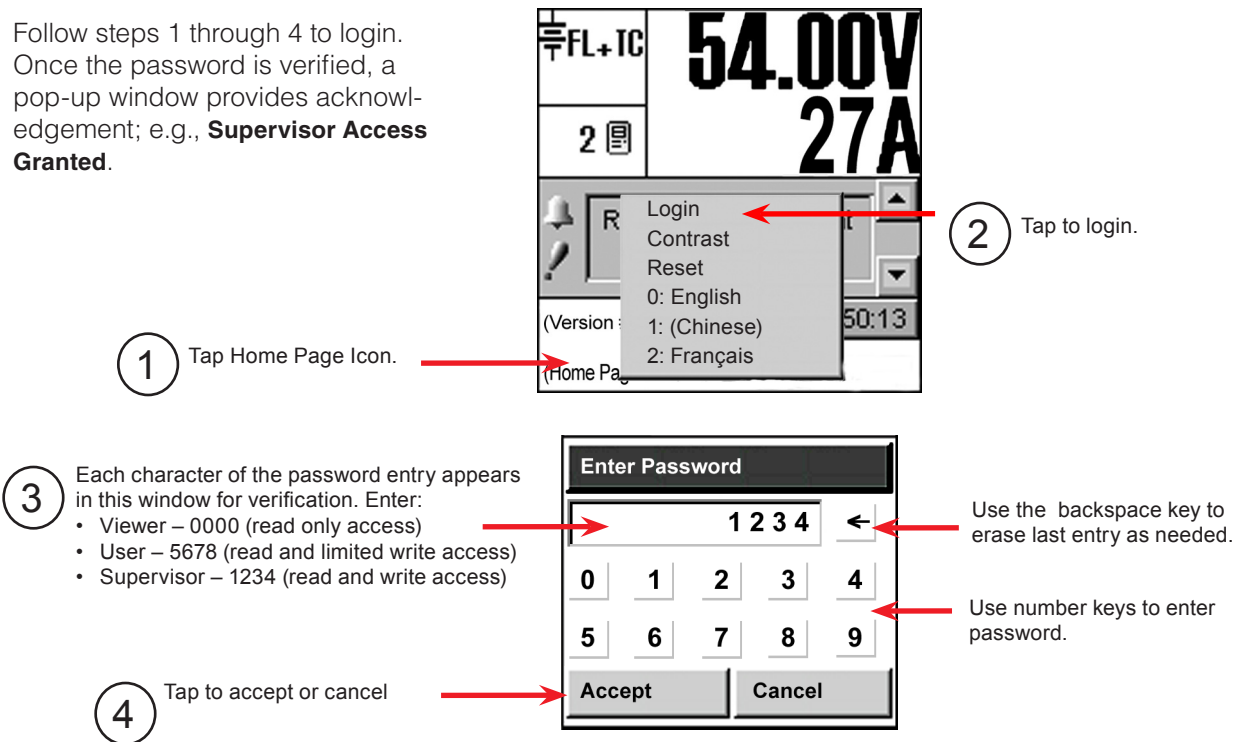 Follow steps 1 through 4 to login.
Once the password is verified, a
pop-up window provides acknowl-
edgement; e.g., Supervisor Access
Granted.
FL+TC
54.00V
27A
2
R
Login
Contrast
Reset
0: English
1: (Chinese)
2: Français
(Version
50:13
(Home Pag
2
Tap to login.
1
Tap Home Page Icon.
3
Each character of the password entry appears
in this window for verification. Enter:
• Viewer – 0000 (read only access)
• User – 5678 (read and limited write access)
• Supervisor – 1234 (read and write access)
Enter Password
1 2 3 4 ←
0 1 2 3 4
5 6 7 8 9
Accept Cancel
Use the backspace key to
erase last entry as needed.
Use number keys to enter
password.
4
Tap to accept or cancel